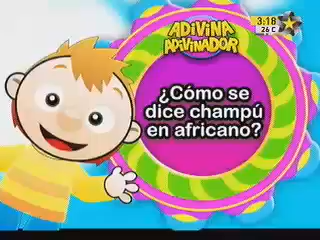 ADIVINA
ADIVINADOR
3:18
26 C
¿Cómo se
dice champú
en africano?